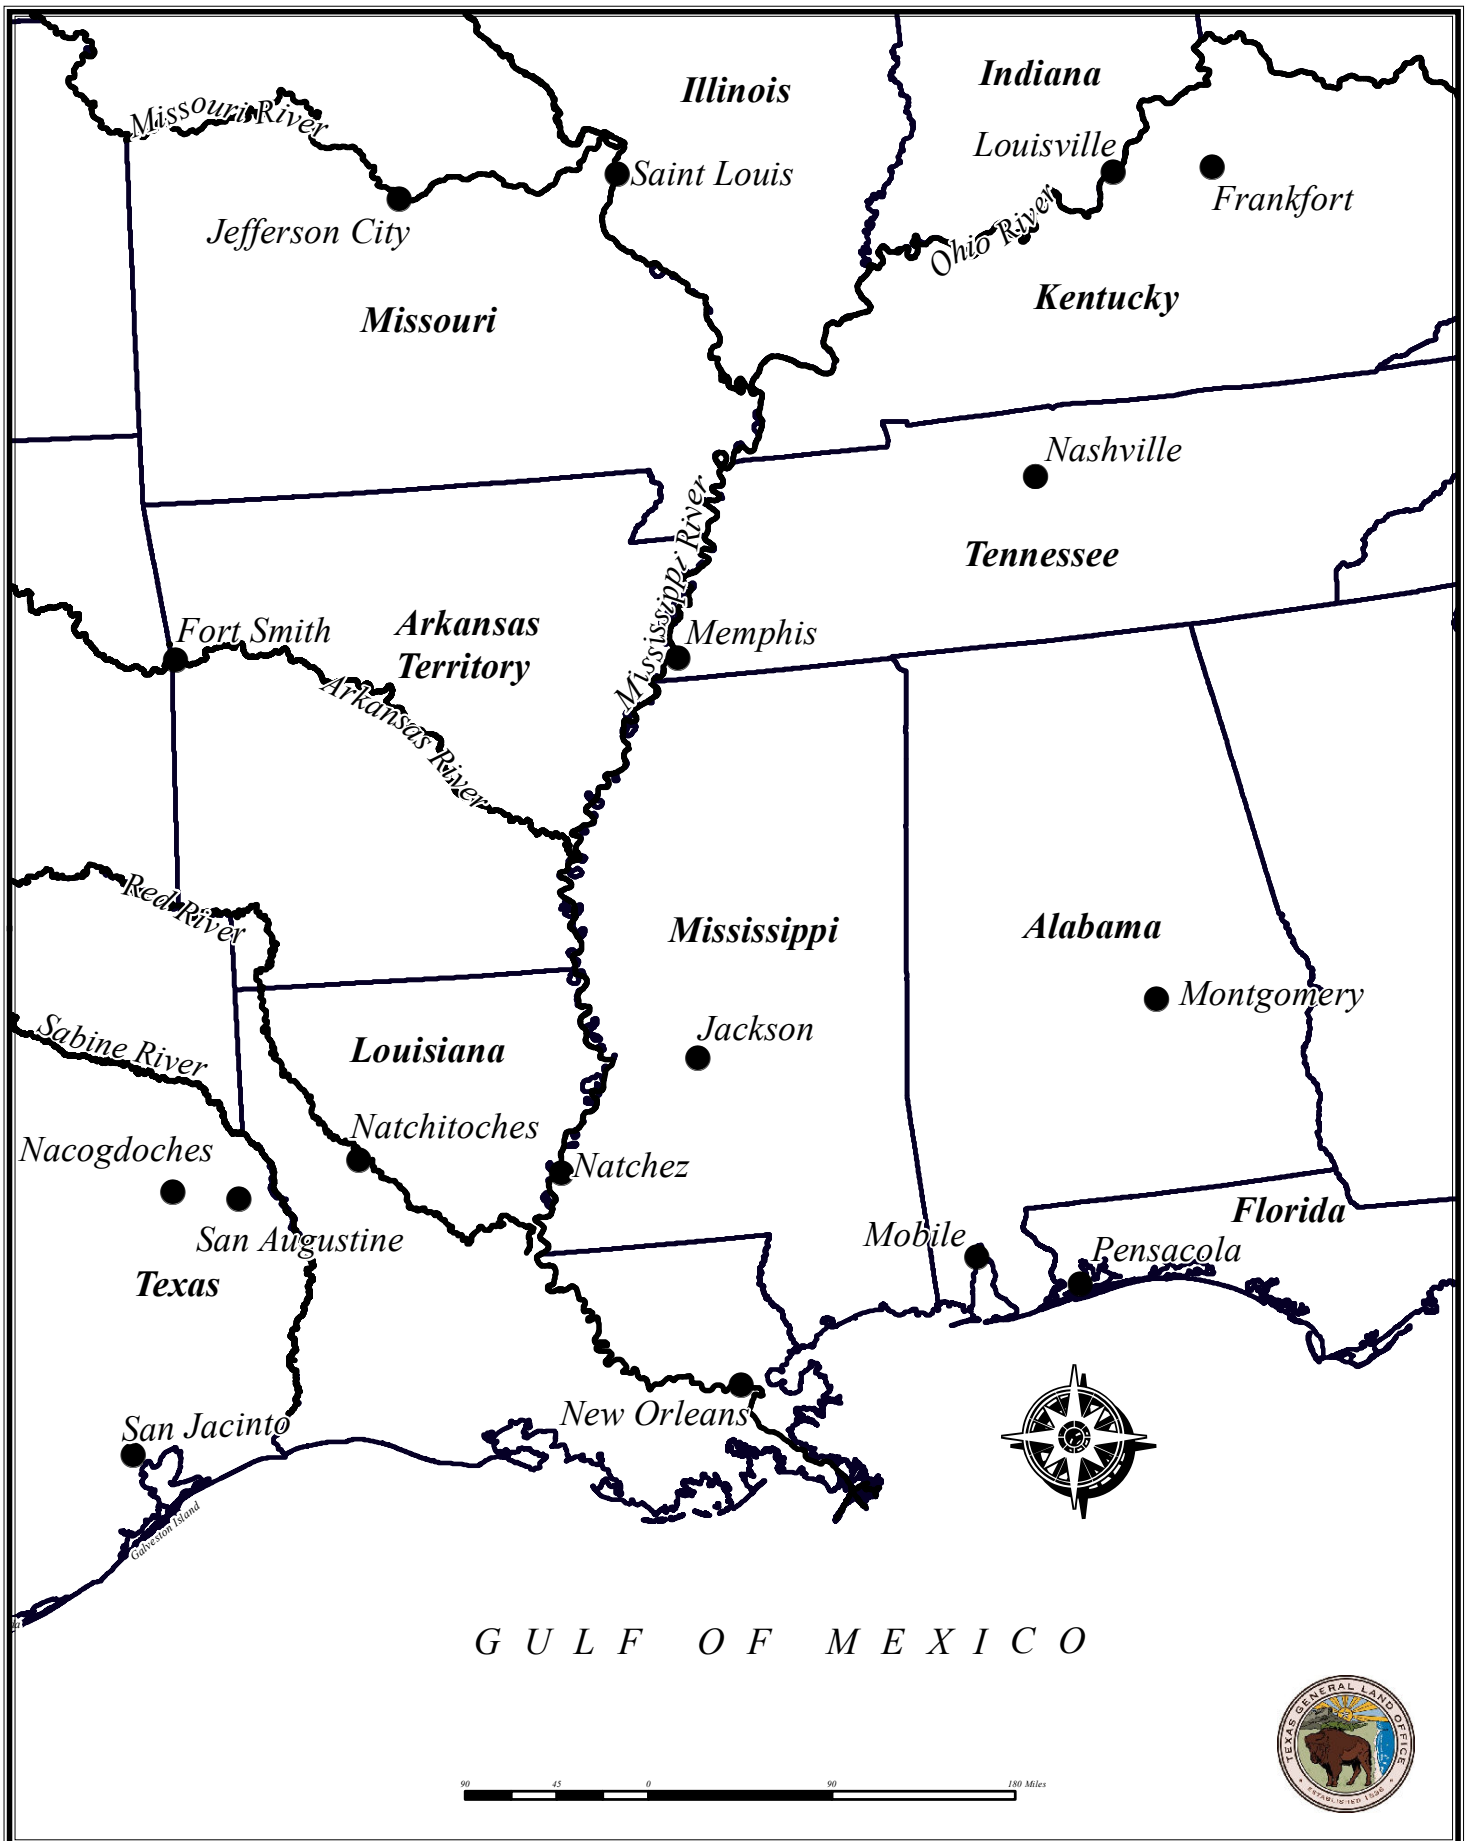 Illinois
Indiana
Missouri River
Louisville
Saint Louis
Frankfort
Jefferson City
Ohio River
Kentucky
Missouri
Nashville
Mississippi River
Tennessee
Fort Smith
Arkansas
Territory
Memphis
Arkansas River
Red River
Mississippi
Alabama
Montgomery
Sabine River
Jackson
Louisiana
Natchitoches
Nacogdoches
Natchez
San Augustine
Florida
Mobile
Pensacola
Texas
New Orleans
San Jacinto
Galveston Island
GULF OF MEXICO
TEXAS GENERAL LAND OFFICE
ESTABLISHED 1836
90 45 0 90 180 Miles